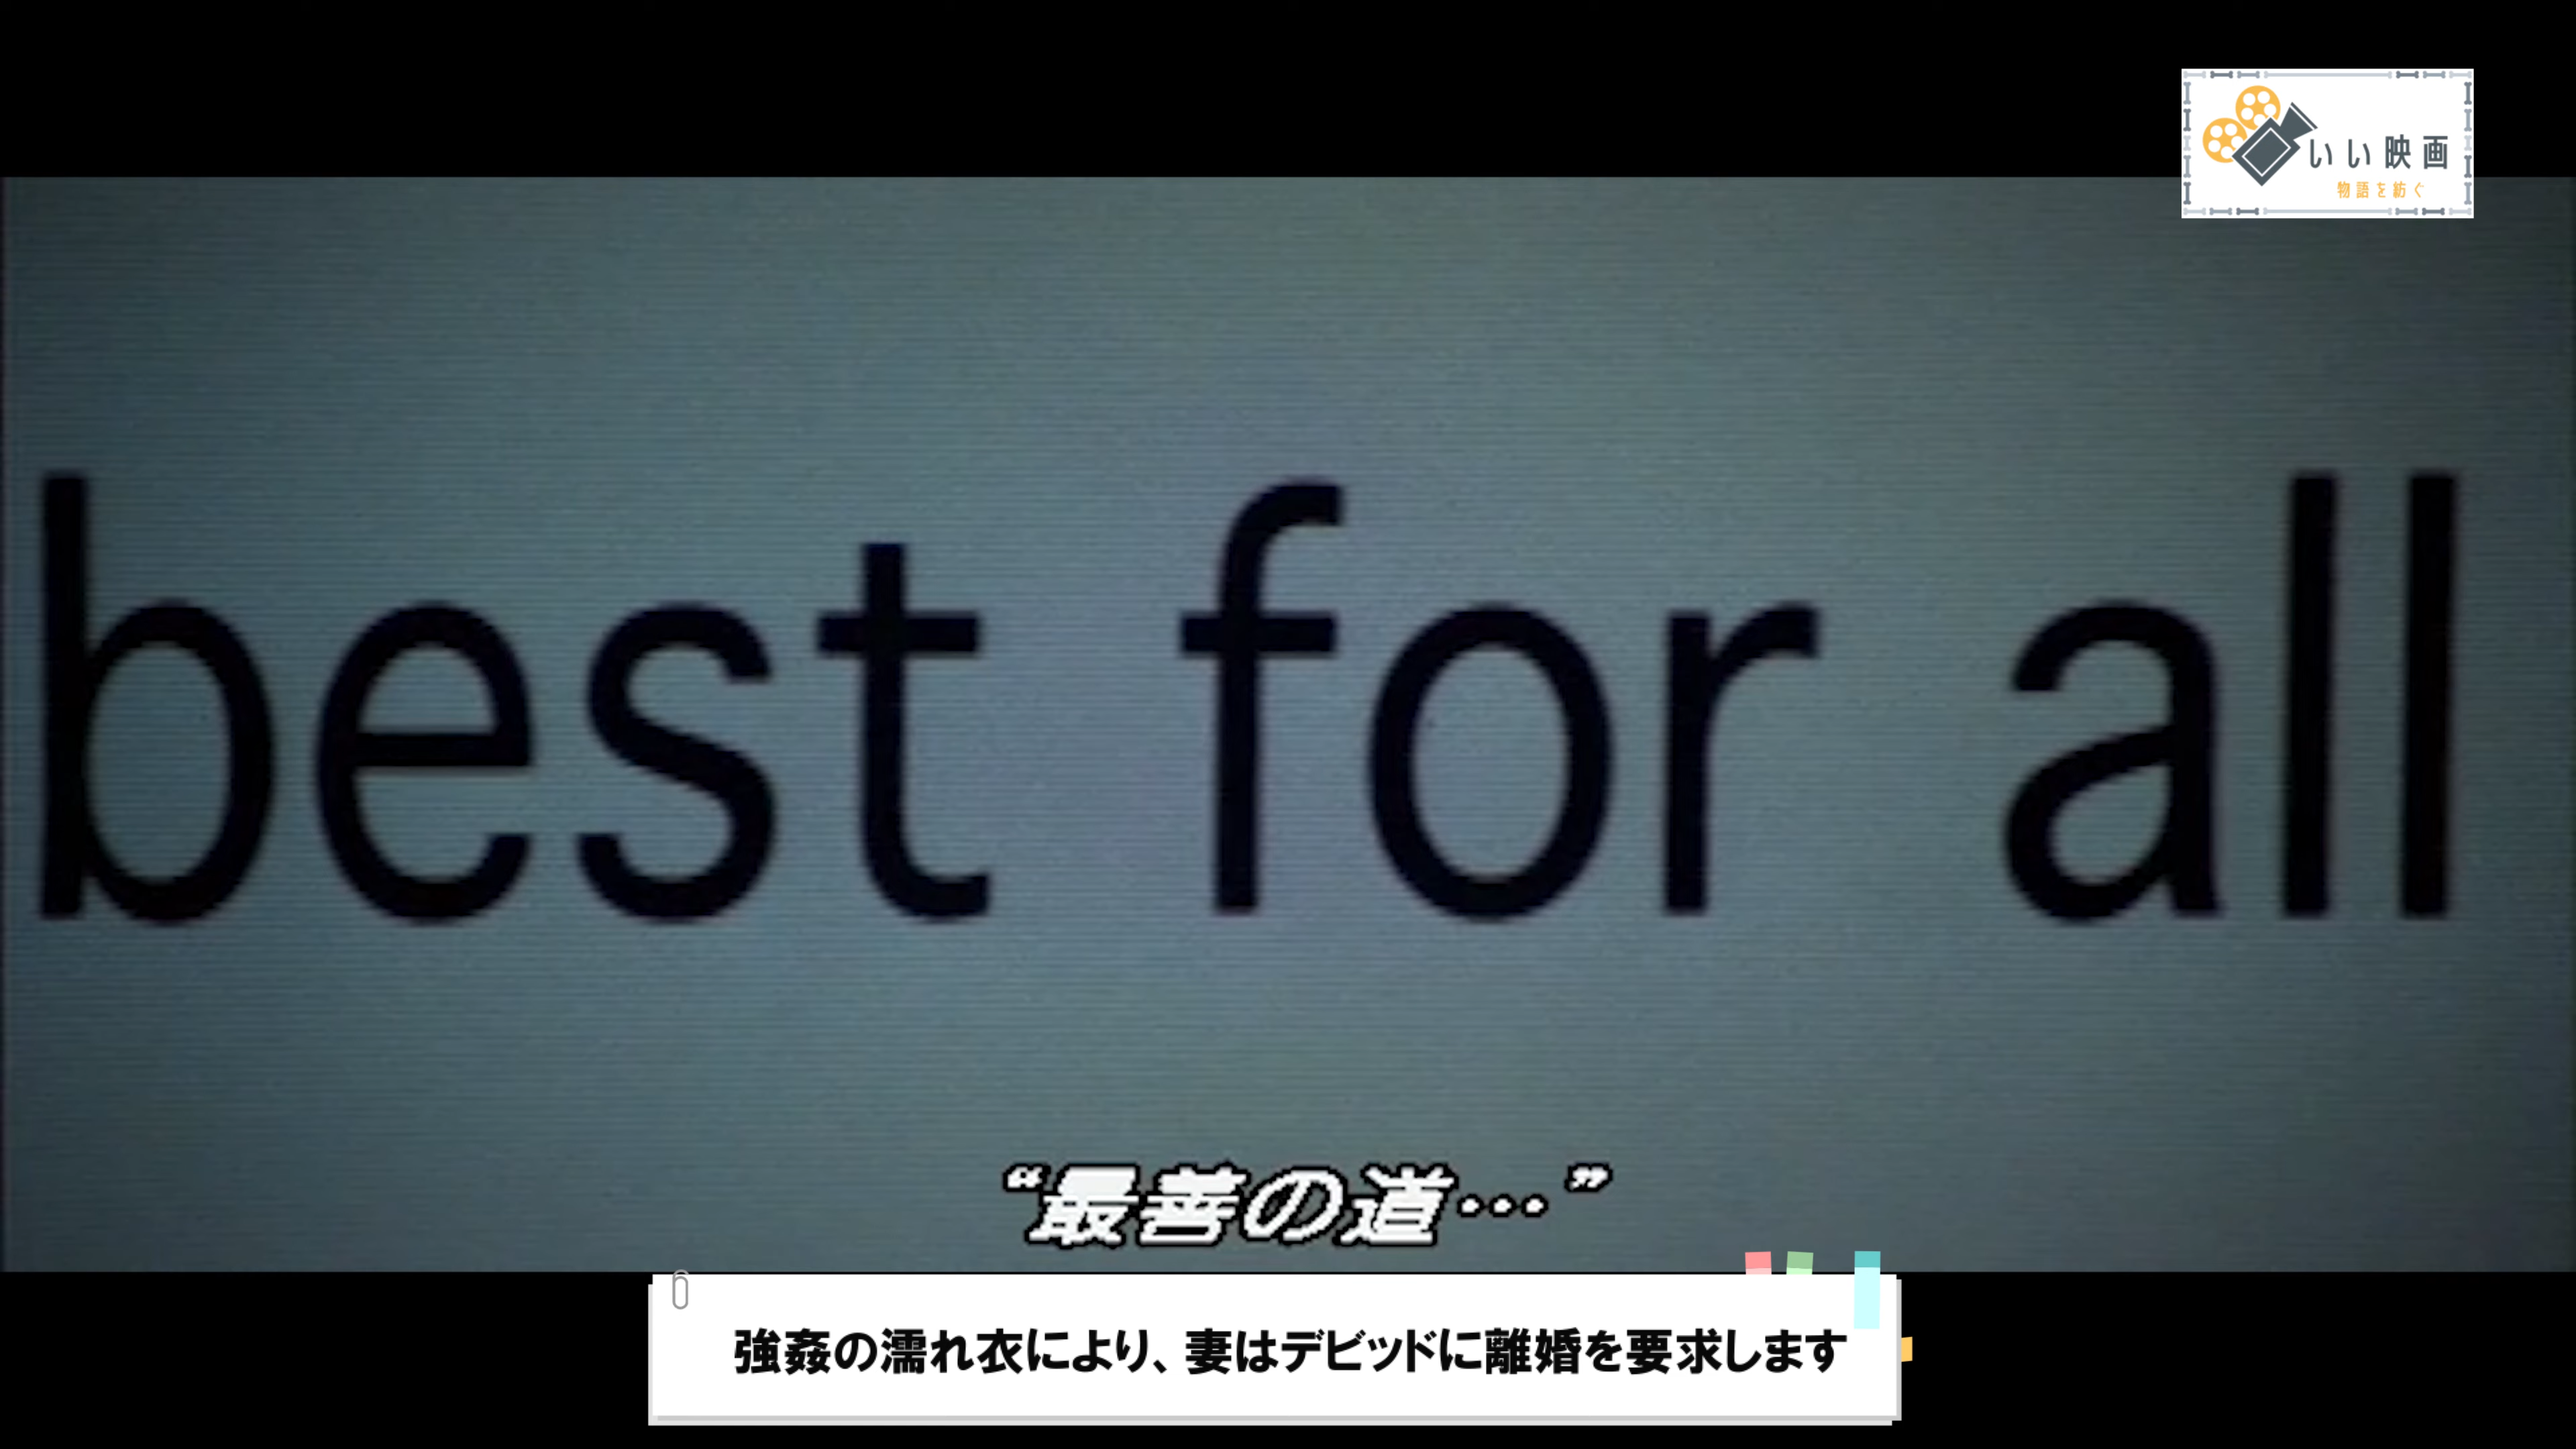 いい映画
物語を紡ぐ
best for all
“最善の道…”
強姦の濡れ衣により、妻はデビッドに離婚を要求します